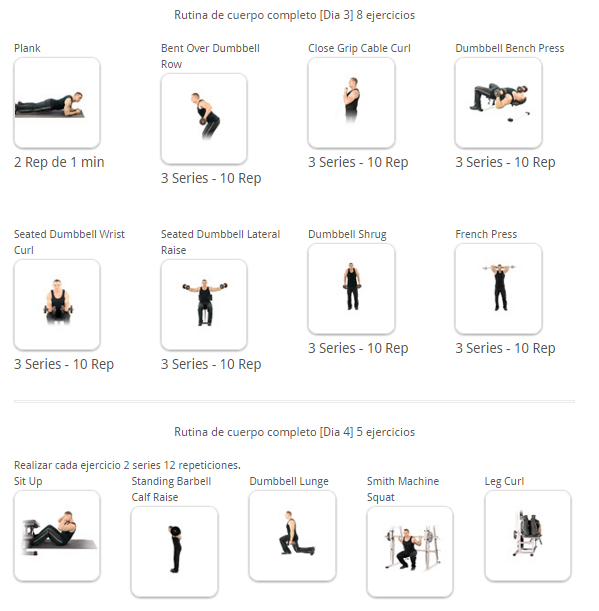 Rutina de cuerpo completo [Dia 3] 8 ejercicios
Plank
2 Rep de 1 min
Bent Over Dumbbell
Row
3 Series - 10 Rep
Close Grip Cable Curl
3 Series - 10 Rep
Dumbbell Bench Press
3 Series - 10 Rep
Seated Dumbbell Wrist
Curl
3 Series - 10 Rep
Seated Dumbbell Lateral
Raise
3 Series - 10 Rep
Dumbbell Shrug
3 Series - 10 Rep
French Press
3 Series - 10 Rep
Rutina de cuerpo completo [Dia 4] 5 ejercicios
Realizar cada ejercicio 2 series 12 repeticiones.
Sit Up
Standing Barbell
Calf Raise
Dumbbell Lunge
Smith Machine
Squat
Leg Curl